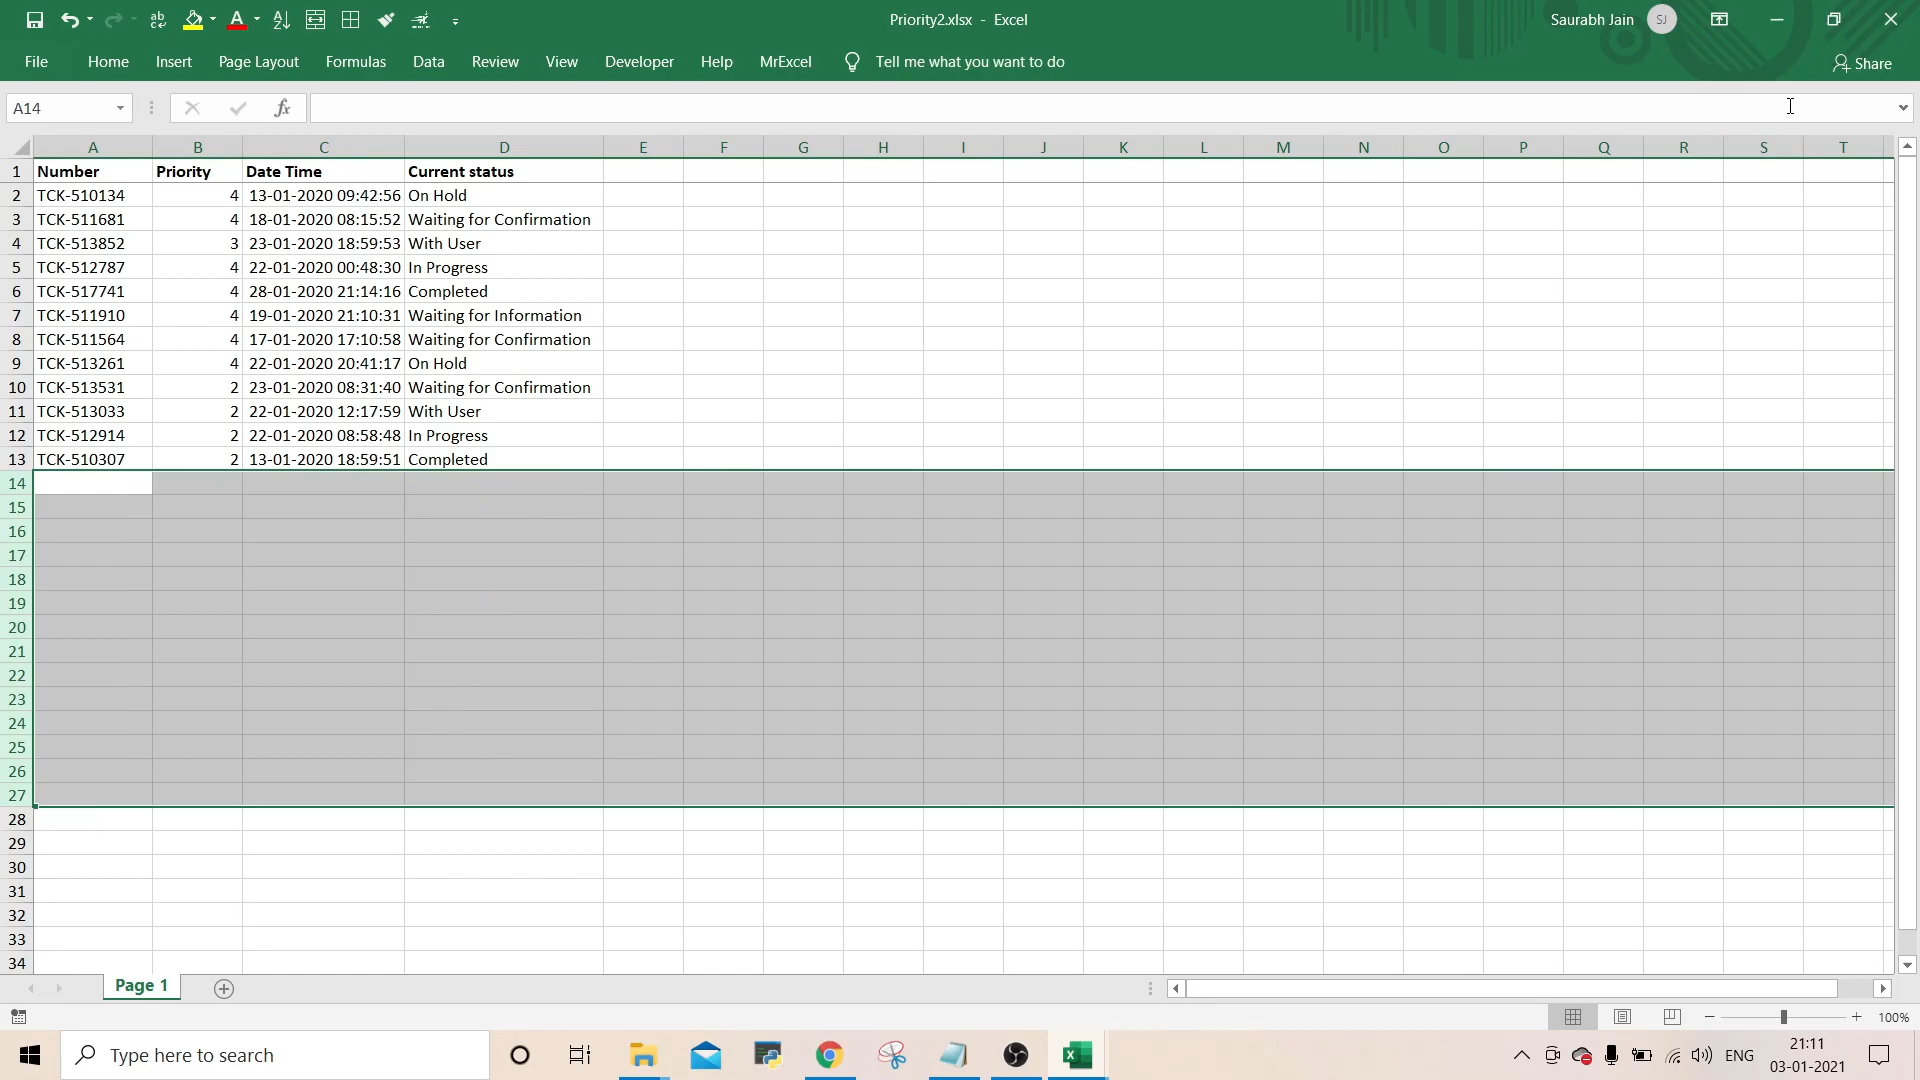 Priority2.xlsx - Excel
Saurabh Jain
SJ
File Home Insert Page Layout Formulas Data Review View Developer Help MrExcel Tell me what you want to do
Share
A14
fx
A B C D E F G H I J K L M N O P Q R S T
1 Number Priority Date Time Current status
2 TCK-510134 4 13-01-2020 09:42:56 On Hold
3 TCK-511681 4 18-01-2020 08:15:52 Waiting for Confirmation
4 TCK-513852 3 23-01-2020 18:59:53 With User
5 TCK-512787 4 22-01-2020 00:48:30 In Progress
6 TCK-517741 4 28-01-2020 21:14:16 Completed
7 TCK-511910 4 19-01-2020 21:10:31 Waiting for Information
8 TCK-511564 4 17-01-2020 17:10:58 Waiting for Confirmation
9 TCK-513261 4 22-01-2020 20:41:17 On Hold
10 TCK-513531 2 23-01-2020 08:31:40 Waiting for Confirmation
11 TCK-513033 2 22-01-2020 12:17:59 With User
12 TCK-512914 2 22-01-2020 08:58:48 In Progress
13 TCK-510307 2 13-01-2020 18:59:51 Completed
14
15
16
17
18
19
20
21
22
23
24
25
26
27
28
29
30
31
32
33
34
Page 1
100%
Type here to search
ENG
21:11
03-01-2021